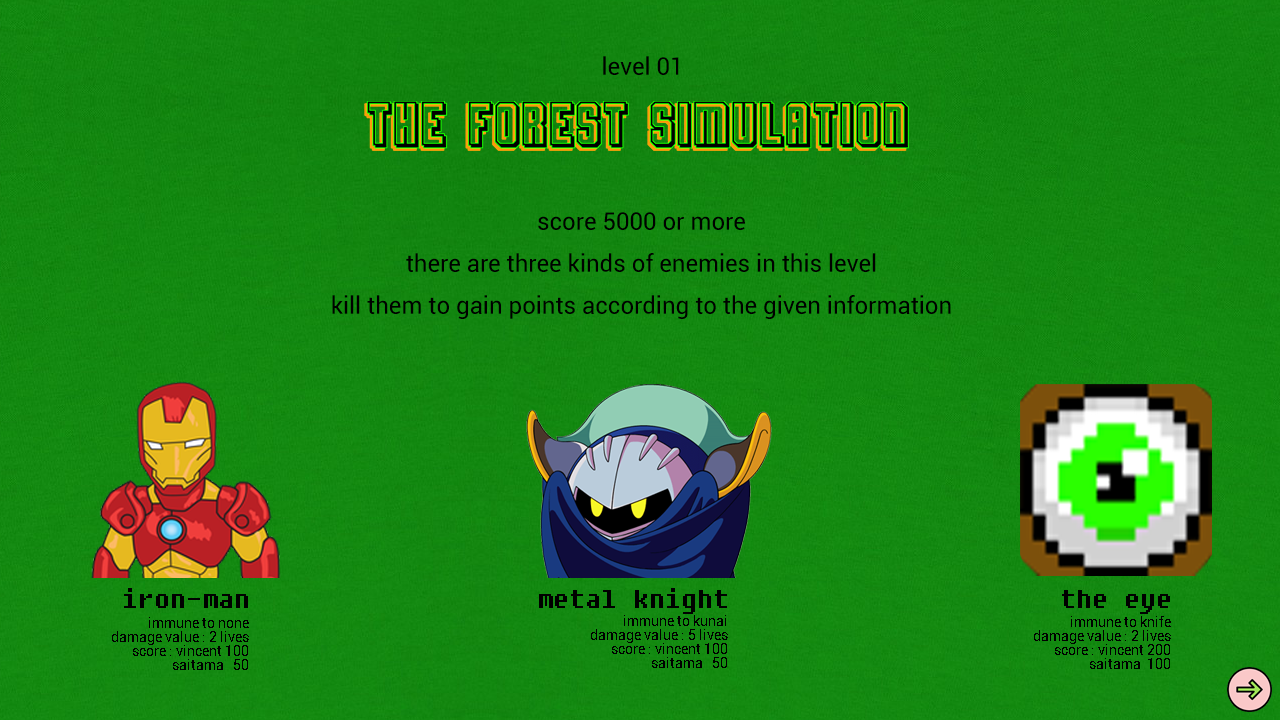 level 01
THE FOREST SIMULATION
score 5000 or more
there are three kinds of enemies in this level
kill them to gain points according to the given information
iron-man
immune to none
damage value : 2 lives
score : vincent 100
saitama 50
metal knight
immune to kunai
damage value : 5 lives
score : vincent 100
saitama 50
the eye
immune to knife
damage value : 2 lives
score : vincent 200
saitama 100